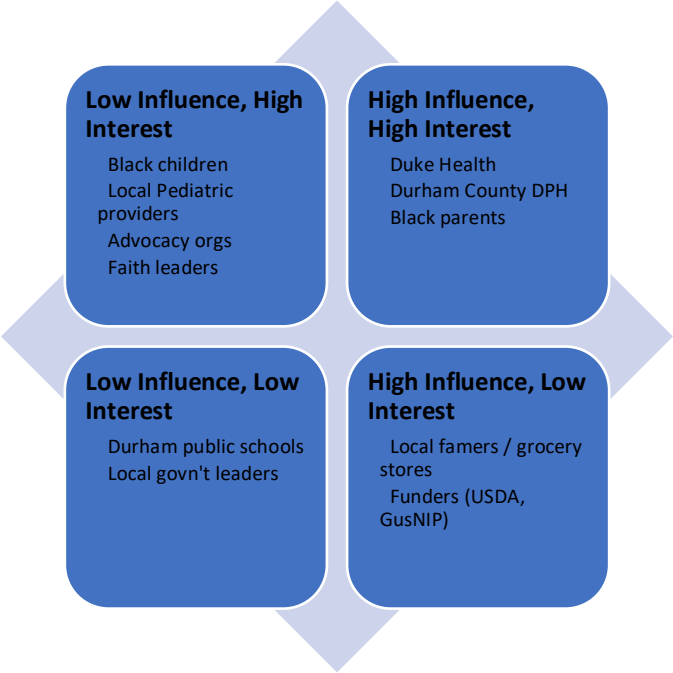 Low Influence, High
Interest
Black children
Local Pediatric
providers
Advocacy orgs
Faith leaders
High Influence,
High Interest
Duke Health
Durham County DPH
Black parents
Low Influence, Low
Interest
Durham public schools
Local govn't leaders
High Influence, Low
Interest
Local famers / grocery
stores
Funders (USDA,
GusNIP)